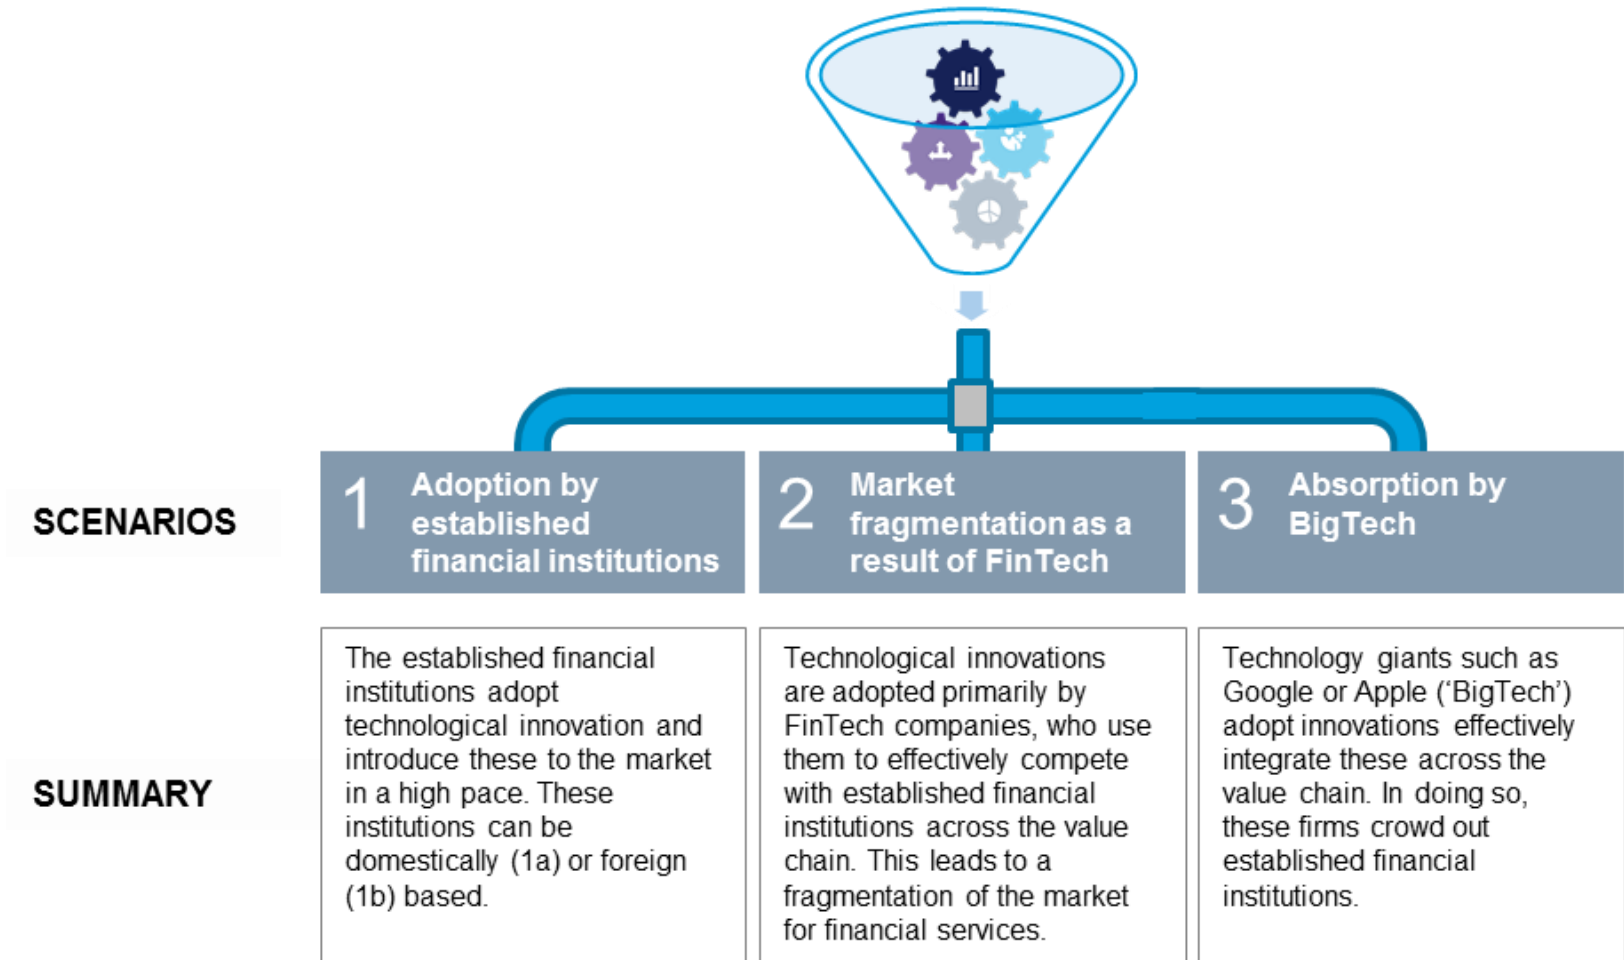 SCENARIOS
1
Adoption by
established
financial institutions
2
Market
fragmentation as a
result of FinTech
3
Absorption by
BigTech
SUMMARY
The established financial
institutions adopt
technological innovation and
introduce these to the market
in a high pace. These
institutions can be
domestically (1a) or foreign
(1b) based.
Technological innovations
are adopted primarily by
FinTech companies, who use
them to effectively compete
with established financial
institutions across the value
chain. This leads to a
fragmentation of the market
for financial services.
Technology giants such as
Google or Apple (‘BigTech’)
adopt innovations effectively
integrate these across the
value chain. In doing so,
these firms crowd out
established financial
institutions.